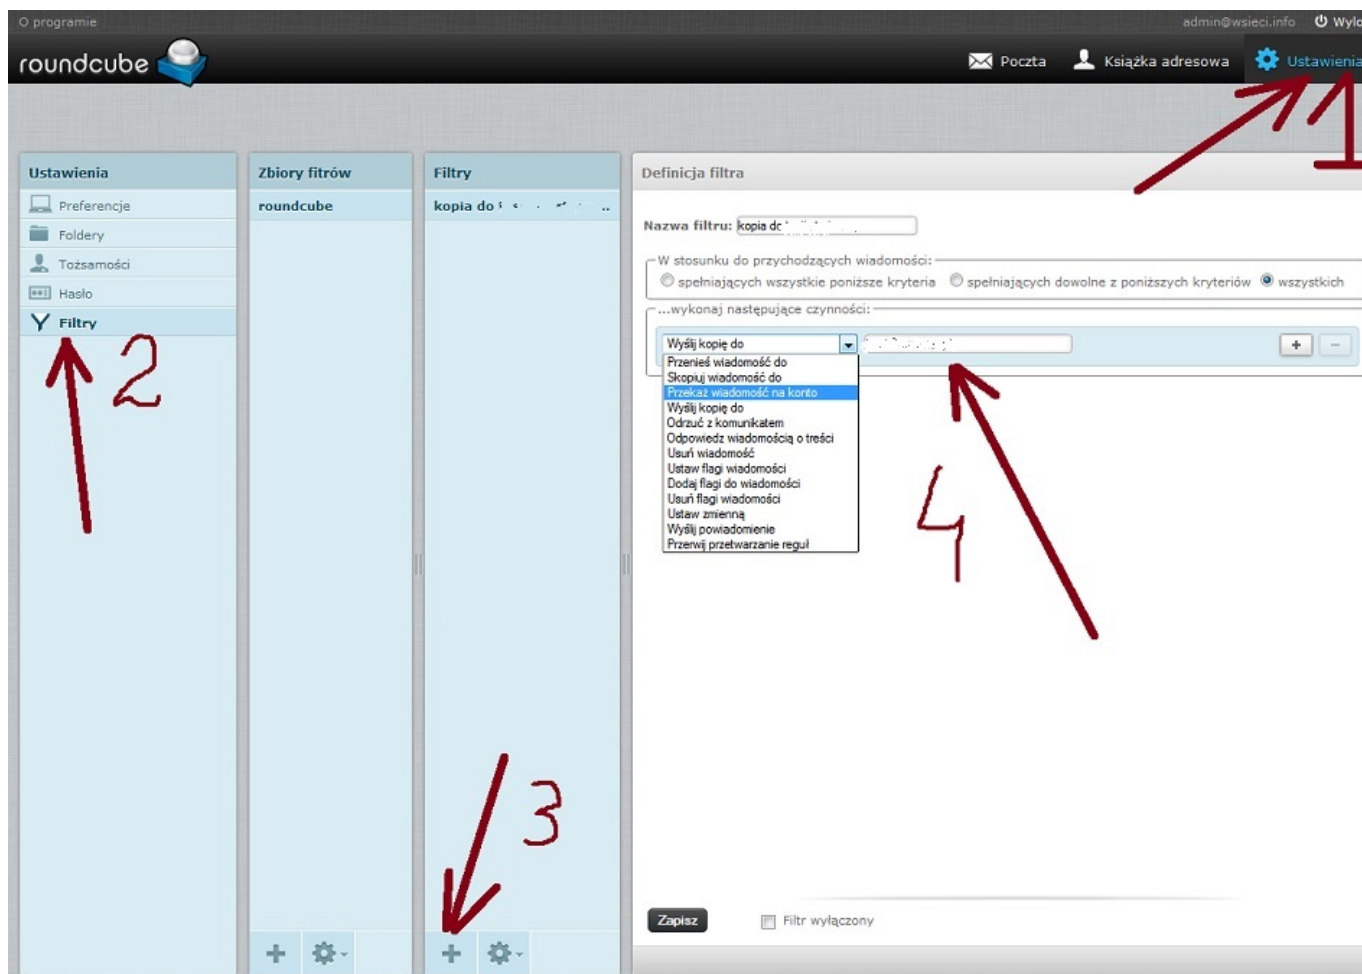 O programie
admin@wsieci.info Wylo
roundcube
Poczta Książka adresowa Ustawienia
1
Ustawienia
Preferencje
Foldery
Tożsamości
Hasło
Filtry
2
Zbiory fitrów
roundcube
Filtry
kopia do
3
Definicja filtra
Nazwa filtru: kopia do
W stosunku do przychodzących wiadomości:
spełniających wszystkie poniższe kryteria spełniających dowolne z poniższych kryteriów wszystkich
...wykonaj następujące czynności:
Wyślij kopię do
+ −
Przenieś wiadomość do
Skopiuj wiadomość do
Przekaż wiadomość na konto
Wyślij kopię do
Odrzuć z komunikatem
Odpowiedz wiadomością o treści
Usuń wiadomość
Ustaw flagi wiadomości
Dodaj flagi do wiadomości
Usuń flagi wiadomości
Ustaw zmienną
Wyślij powiadomienie
Przerwij przetwarzanie reguł
4
Zapisz Filtr wyłączony